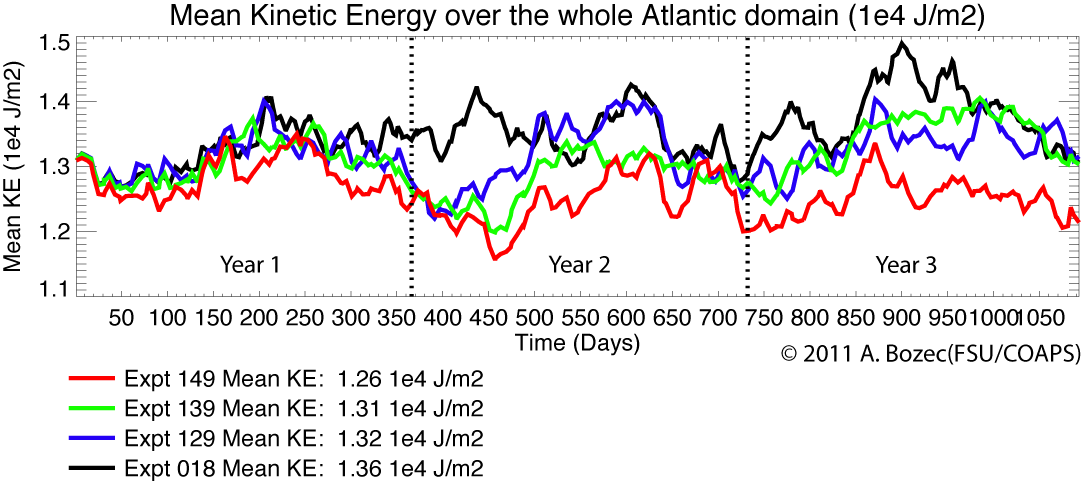 Mean Kinetic Energy over the whole Atlantic domain (1e4 J/m2)
Mean KE (1e4 J/m2)
1.5
1.4
1.3
1.2
1.1
Year 1
Year 2
Year 3
50 100 150 200 250 300 350 400 450 500 550 600 650 700 750 800 850 900 950 1000 1050
Time (Days)
© 2011 A. Bozec(FSU/COAPS)
Expt 149 Mean KE: 1.26 1e4 J/m2
Expt 139 Mean KE: 1.31 1e4 J/m2
Expt 129 Mean KE: 1.32 1e4 J/m2
Expt 018 Mean KE: 1.36 1e4 J/m2